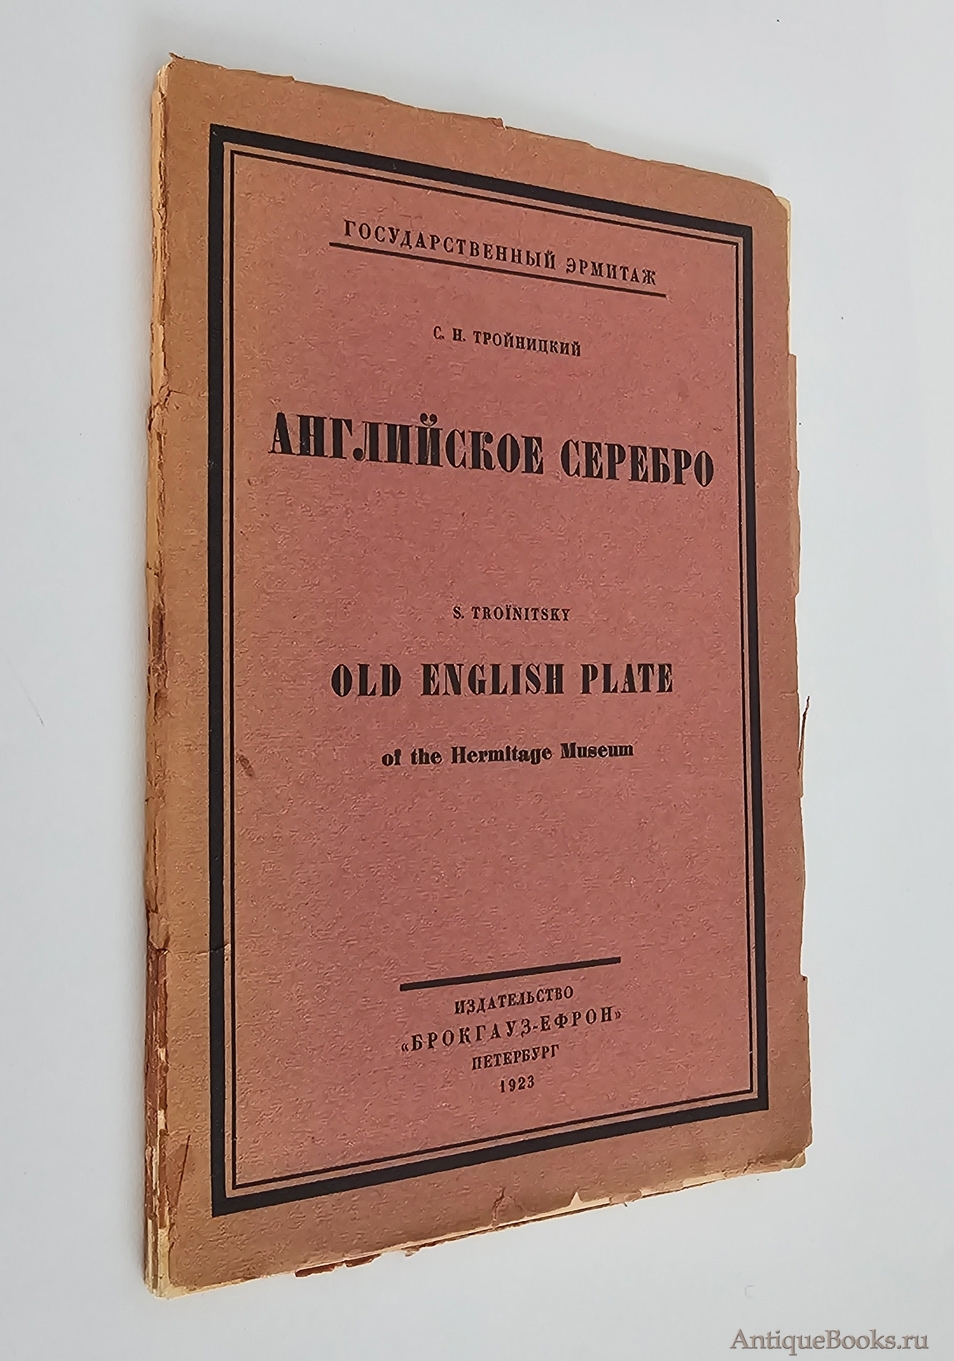 ГОСУДАРСТВЕННЫЙ ЭРМИТАЖ
С. Н. ТРОЙНИЦКИЙ
АНГЛИЙСКОЕ СЕРЕБРО
S. TROÏNITSKY
OLD ENGLISH PLATE
of the Hermitage Museum
ИЗДАТЕЛЬСТВО
«БРОКГАУЗ-ЕФРОН»
ПЕТЕРБУРГ
1923
AntiqueBooks.ru